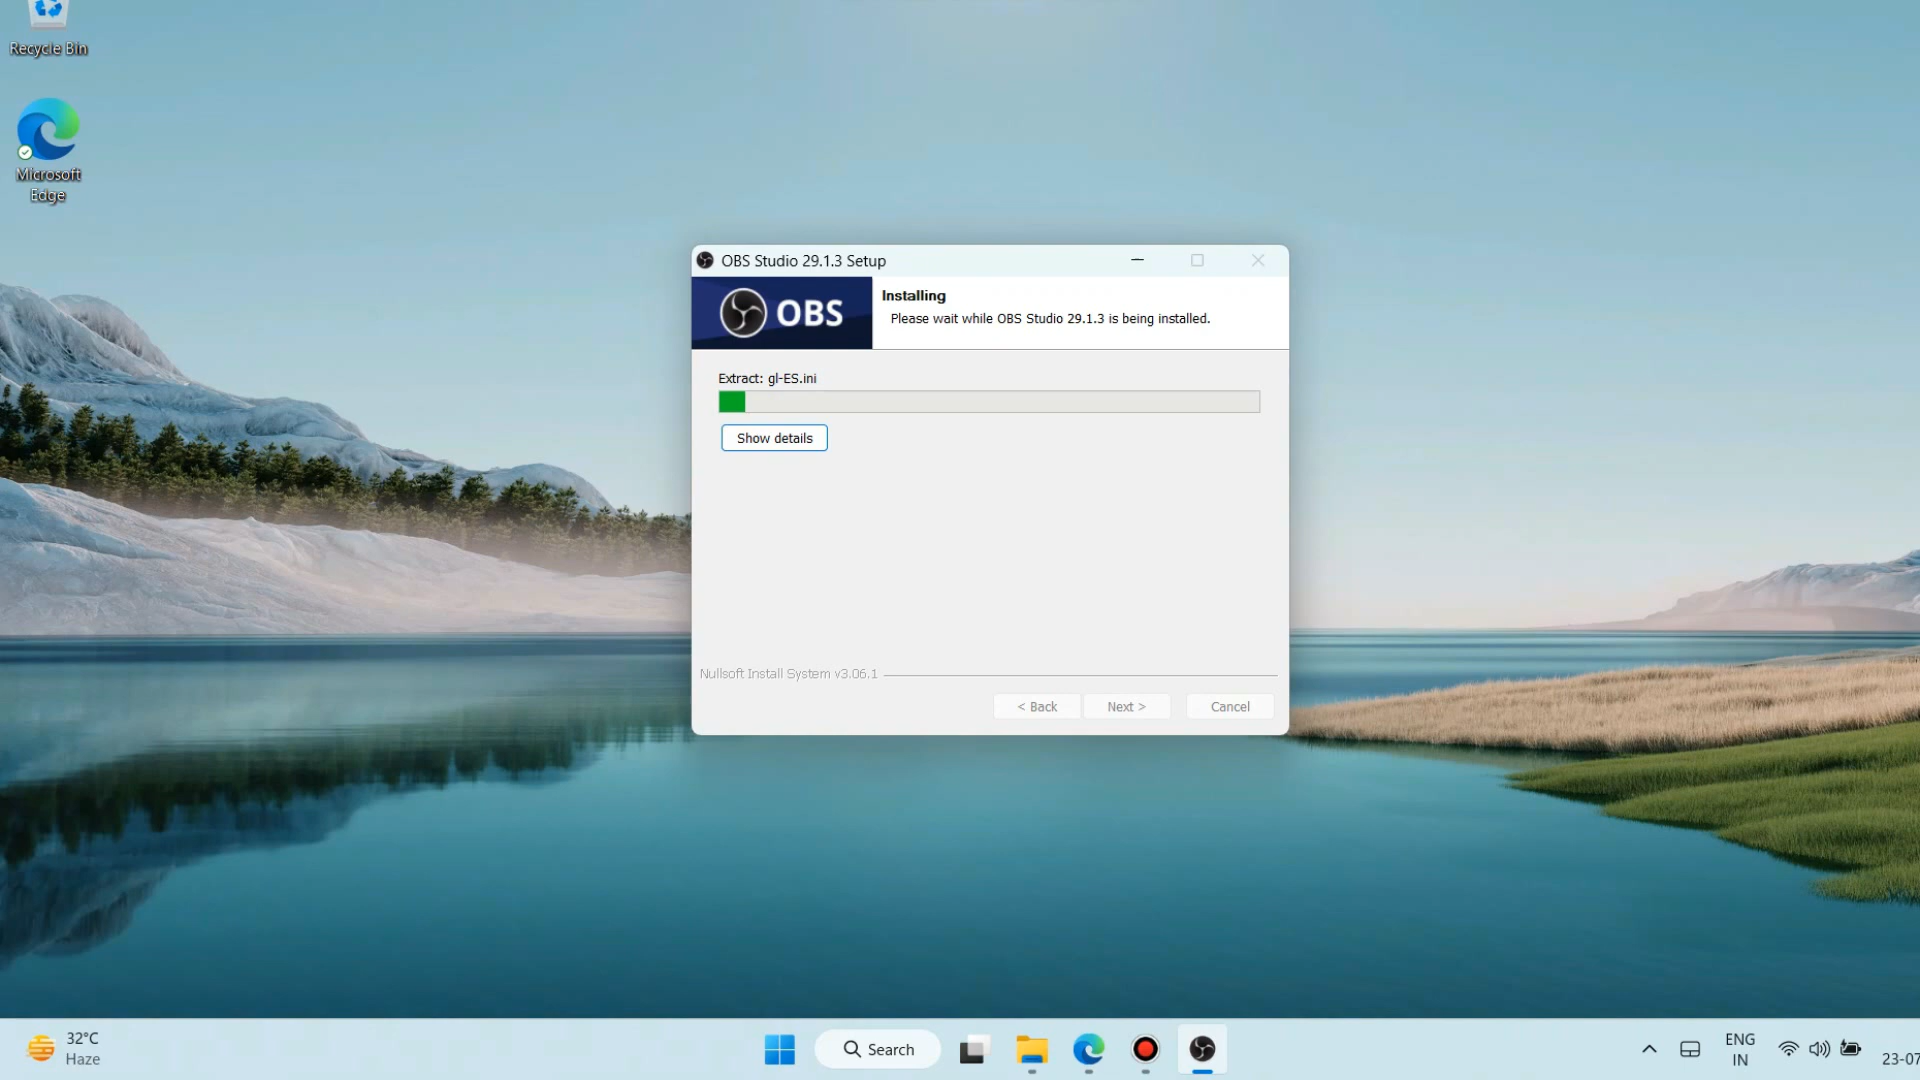 Recycle Bin
Microsoft
Edge
OBS Studio 29.1.3 Setup
OBS
Installing
Please wait while OBS Studio 29.1.3 is being installed.
Extract: gl-ES.ini
Show details
Nullsoft Install System v3.06.1
< Back
Next >
Cancel
32°C
Haze
Search
ENG
IN
23-07